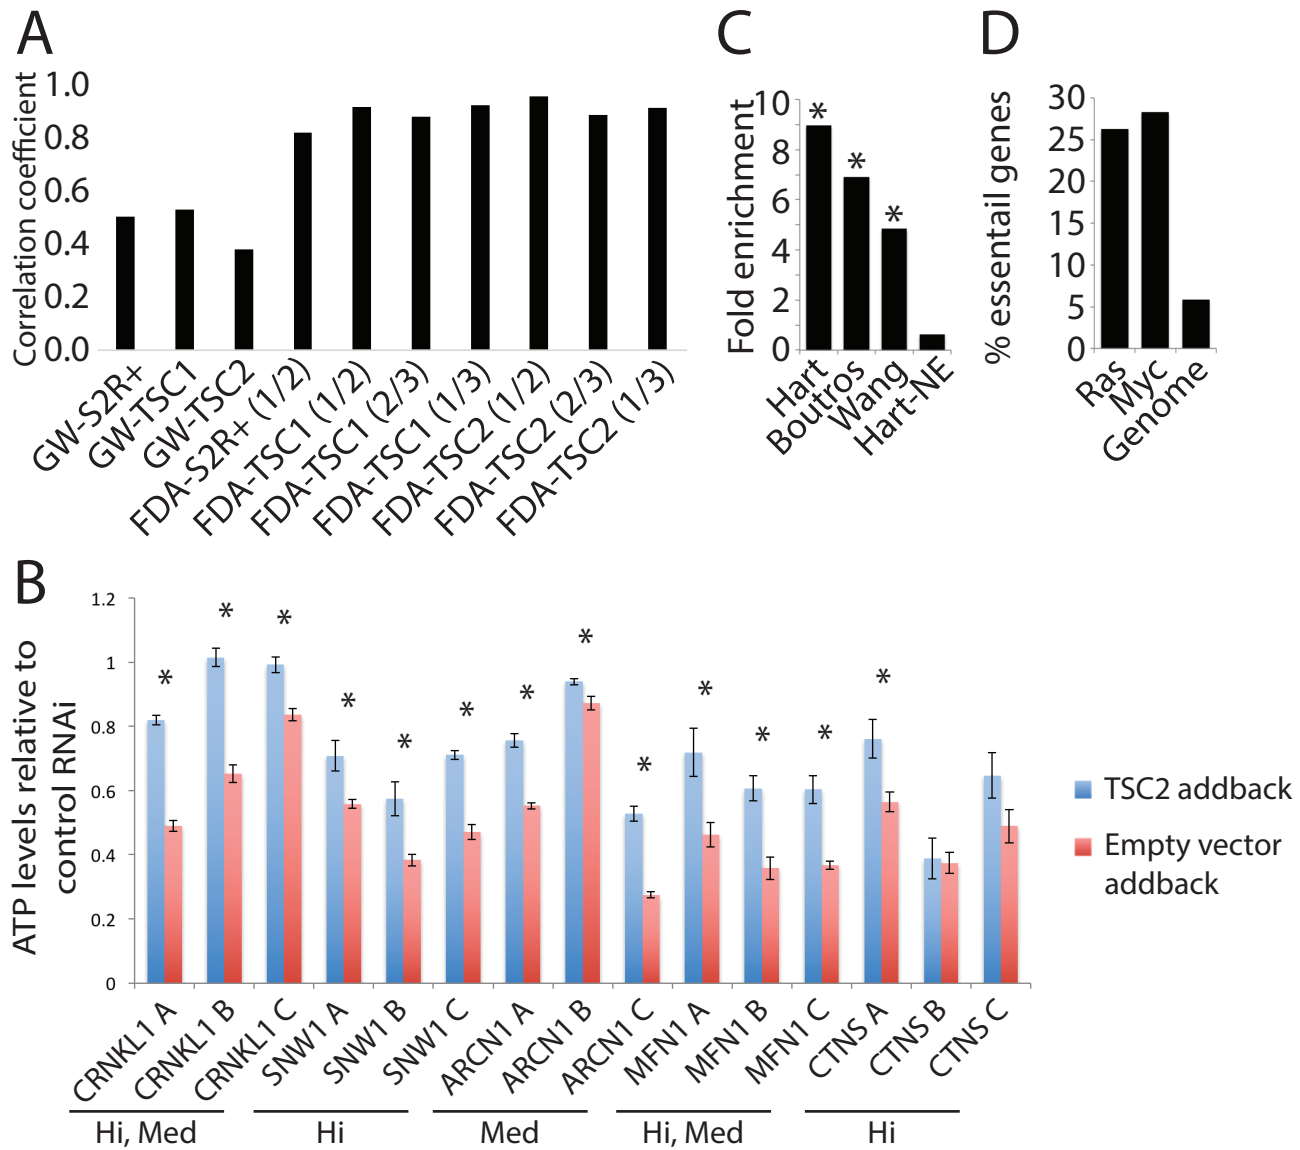 A
Correlation coefficient
1.0
0.8
0.6
0.4
0.2
0.0
GW-S2R+
GW-TSC1
GW-TSC2
FDA-S2R+ (1/2)
FDA-TSC1 (1/2)
FDA-TSC1 (2/3)
FDA-TSC1 (1/3)
FDA-TSC2 (1/2)
FDA-TSC2 (2/3)
FDA-TSC2 (1/3)
C
Fold enrichment
10
8
6
4
2
0
*
*
*
Hart
Boutros
Wang
Hart-NE
D
% essentail genes
30
25
20
15
10
5
0
Ras
Myc
Genome
B
ATP levels relative to
control RNAi
1.2
1
0.8
0.6
0.4
0.2
0
*
*
*
*
*
*
*
*
*
*
*
*
*
CRNKL1 A
CRNKL1 B
CRNKL1 C
SNW1 A
SNW1 B
SNW1 C
ARCN1 A
ARCN1 B
ARCN1 C
MFN1 A
MFN1 B
MFN1 C
CTNS A
CTNS B
CTNS C
Hi, Med
Hi
Med
Hi, Med
Hi
TSC2 addback
Empty vector
addback